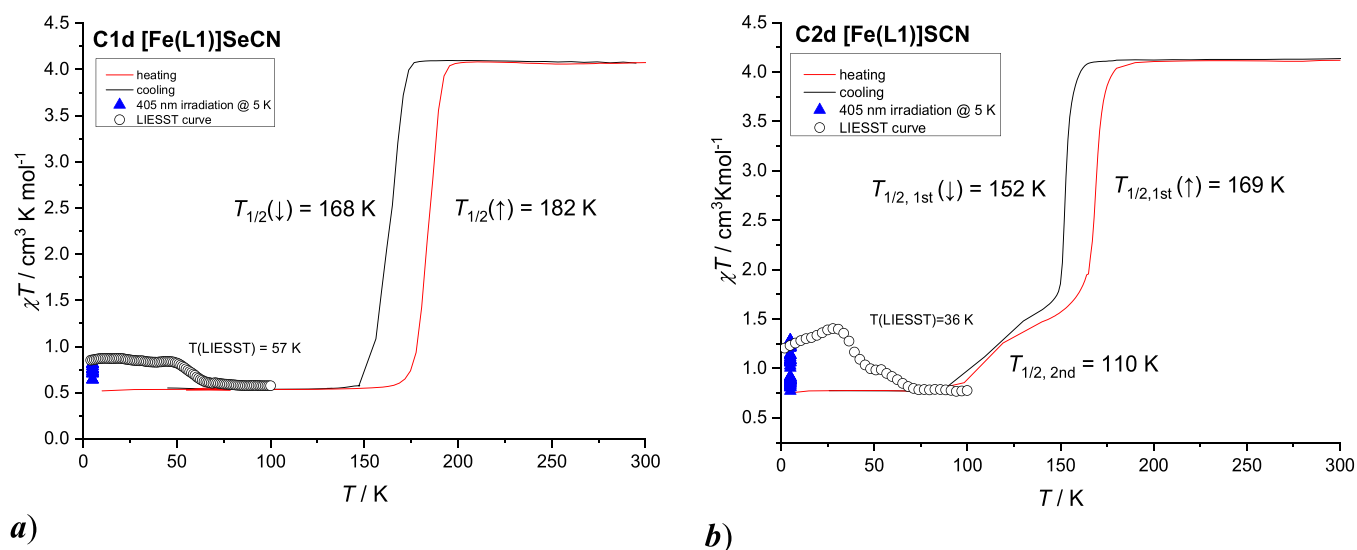 a)
C1d [Fe(L1)]SeCN
heating
cooling
405 nm irradiation @ 5 K
LIESST curve
T1/2(↓) = 168 K
T1/2(↑) = 182 K
T(LIESST) = 57 K
χT / cm³ K mol⁻¹
4.5
4.0
3.5
3.0
2.5
2.0
1.5
1.0
0.5
0.0
0 50 100 150 200 250 300
T / K
a)
b)
C2d [Fe(L1)]SCN
heating
cooling
405 nm irradiation @ 5 K
LIESST curve
T1/2, 1st (↓) = 152 K
T1/2,1st (↑) = 169 K
T(LIESST)=36 K
T1/2, 2nd = 110 K
χT / cm³Kmol⁻¹
4.5
4.0
3.5
3.0
2.5
2.0
1.5
1.0
0.5
0 50 100 150 200 250 300
T / K
b)